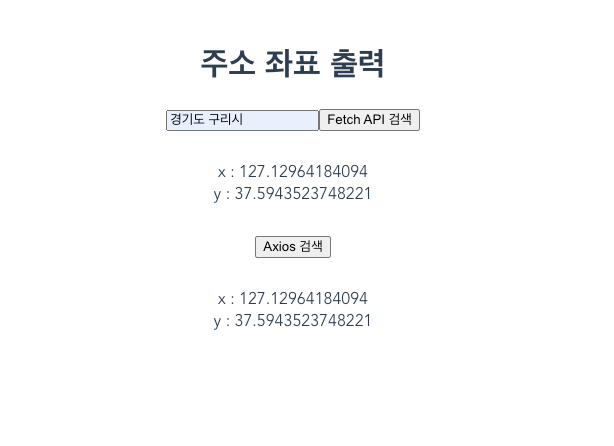 주소 좌표 출력
경기도 구리시 Fetch API 검색
x : 127.12964184094
y : 37.5943523748221
Axios 검색
x : 127.12964184094
y : 37.5943523748221